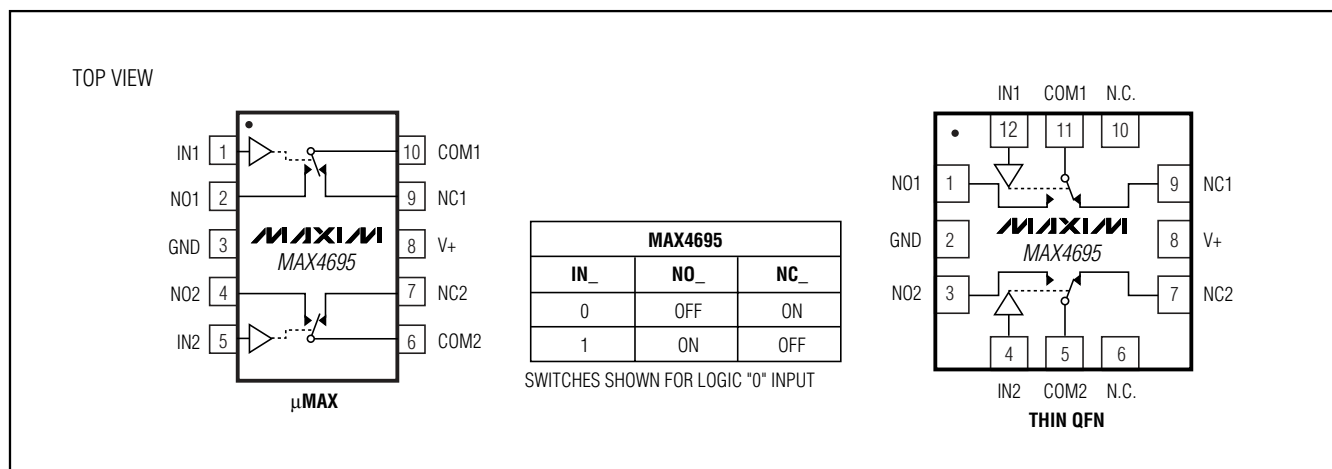 TOP VIEW
IN1 1 10 COM1
NO1 2 9 NC1
GND 3 8 V+
NO2 4 7 NC2
IN2 5 6 COM2
MAXIM
MAX4695
μMAX
MAX4695
IN_ NO_ NC_
0 OFF ON
1 ON OFF
SWITCHES SHOWN FOR LOGIC "0" INPUT
IN1 COM1 N.C.
12 11 10
NO1 1 9 NC1
GND 2 8 V+
NO2 3 7 NC2
MAXIM
MAX4695
4 5 6
IN2 COM2 N.C.
THIN QFN